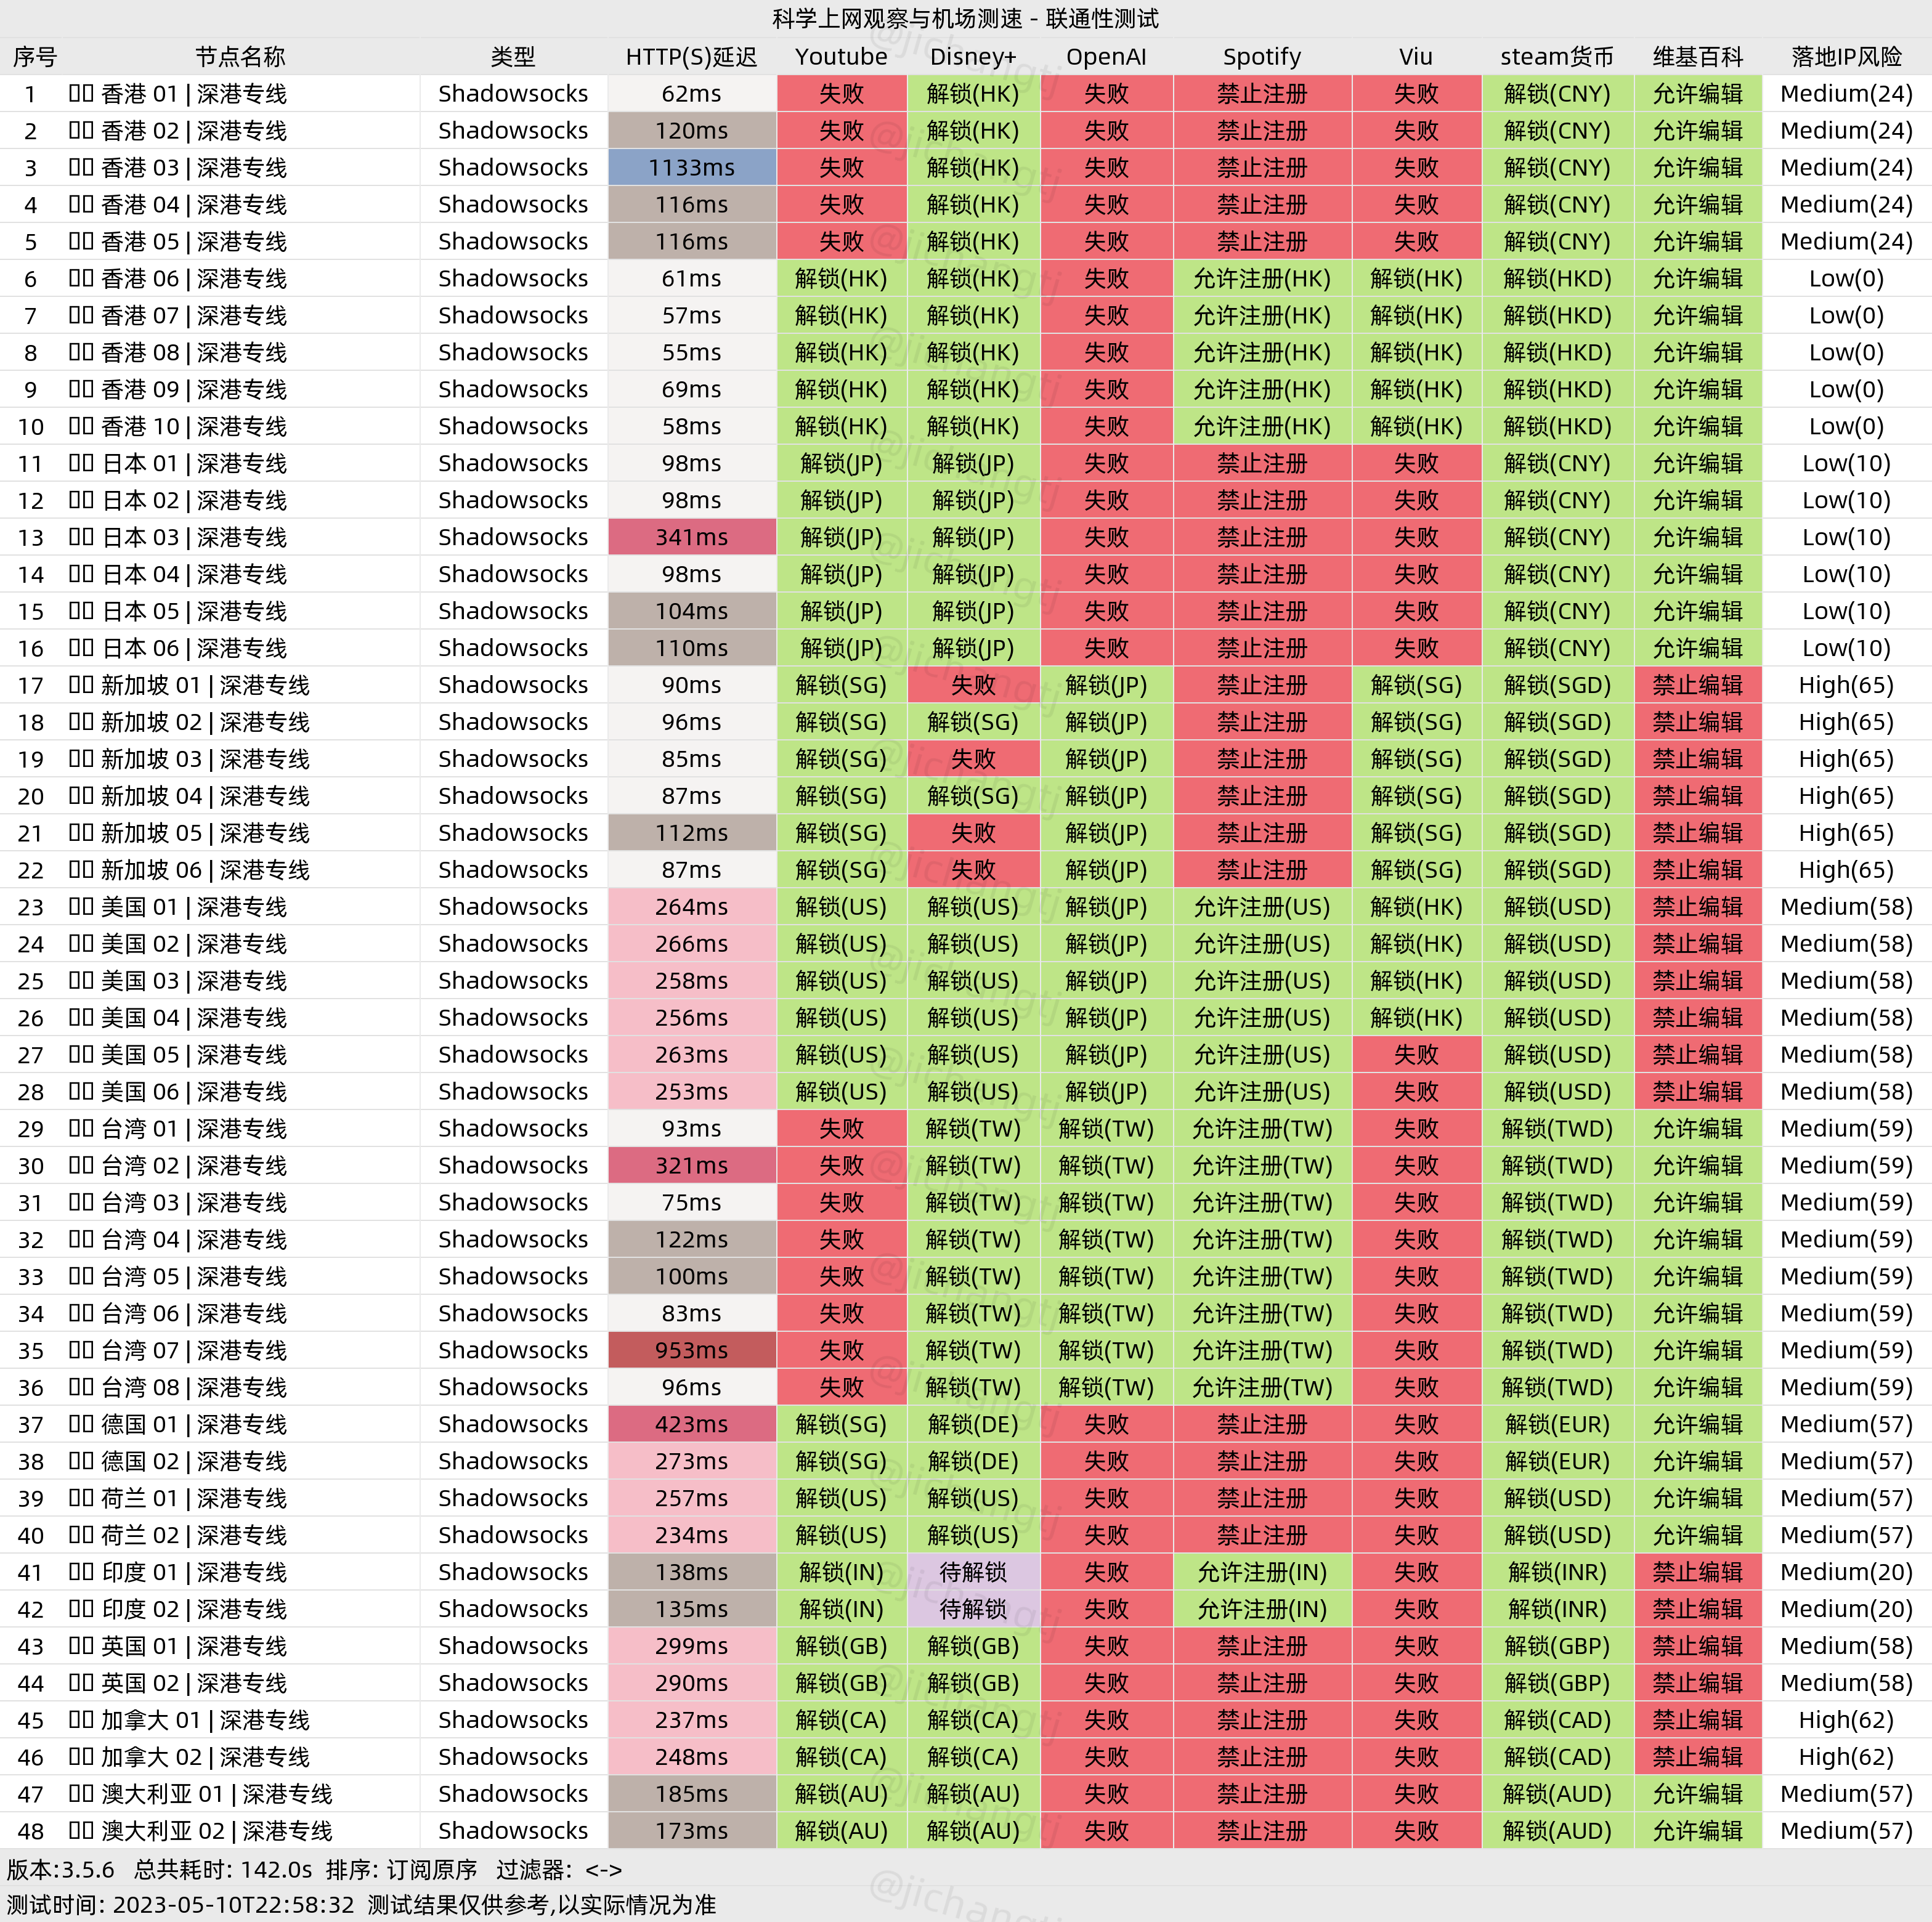 科学上网观察与机场测速 - 联通性测试
序号 节点名称 类型 HTTP(S)延迟 Youtube Disney+ OpenAI Spotify Viu steam货币 维基百科 落地IP风险
1 香港 01 | 深港专线 Shadowsocks 62ms 失败 解锁(HK) 失败 禁止注册 失败 解锁(CNY) 允许编辑 Medium(24)
2 香港 02 | 深港专线 Shadowsocks 120ms 失败 解锁(HK) 失败 禁止注册 失败 解锁(CNY) 允许编辑 Medium(24)
3 香港 03 | 深港专线 Shadowsocks 1133ms 失败 解锁(HK) 失败 禁止注册 失败 解锁(CNY) 允许编辑 Medium(24)
4 香港 04 | 深港专线 Shadowsocks 116ms 失败 解锁(HK) 失败 禁止注册 失败 解锁(CNY) 允许编辑 Medium(24)
5 香港 05 | 深港专线 Shadowsocks 116ms 失败 解锁(HK) 失败 禁止注册 失败 解锁(CNY) 允许编辑 Medium(24)
6 香港 06 | 深港专线 Shadowsocks 61ms 解锁(HK) 解锁(HK) 失败 允许注册(HK) 解锁(HK) 解锁(HKD) 允许编辑 Low(0)
7 香港 07 | 深港专线 Shadowsocks 57ms 解锁(HK) 解锁(HK) 失败 允许注册(HK) 解锁(HK) 解锁(HKD) 允许编辑 Low(0)
8 香港 08 | 深港专线 Shadowsocks 55ms 解锁(HK) 解锁(HK) 失败 允许注册(HK) 解锁(HK) 解锁(HKD) 允许编辑 Low(0)
9 香港 09 | 深港专线 Shadowsocks 69ms 解锁(HK) 解锁(HK) 失败 允许注册(HK) 解锁(HK) 解锁(HKD) 允许编辑 Low(0)
10 香港 10 | 深港专线 Shadowsocks 58ms 解锁(HK) 解锁(HK) 失败 允许注册(HK) 解锁(HK) 解锁(HKD) 允许编辑 Low(0)
11 日本 01 | 深港专线 Shadowsocks 98ms 解锁(JP) 解锁(JP) 失败 禁止注册 失败 解锁(CNY) 允许编辑 Low(10)
12 日本 02 | 深港专线 Shadowsocks 98ms 解锁(JP) 解锁(JP) 失败 禁止注册 失败 解锁(CNY) 允许编辑 Low(10)
13 日本 03 | 深港专线 Shadowsocks 341ms 解锁(JP) 解锁(JP) 失败 禁止注册 失败 解锁(CNY) 允许编辑 Low(10)
14 日本 04 | 深港专线 Shadowsocks 98ms 解锁(JP) 解锁(JP) 失败 禁止注册 失败 解锁(CNY) 允许编辑 Low(10)
15 日本 05 | 深港专线 Shadowsocks 104ms 解锁(JP) 解锁(JP) 失败 禁止注册 失败 解锁(CNY) 允许编辑 Low(10)
16 日本 06 | 深港专线 Shadowsocks 110ms 解锁(JP) 解锁(JP) 失败 禁止注册 失败 解锁(CNY) 允许编辑 Low(10)
17 新加坡 01 | 深港专线 Shadowsocks 90ms 解锁(SG) 失败 解锁(JP) 禁止注册 解锁(SG) 解锁(SGD) 禁止编辑 High(65)
18 新加坡 02 | 深港专线 Shadowsocks 96ms 解锁(SG) 解锁(SG) 解锁(JP) 禁止注册 解锁(SG) 解锁(SGD) 禁止编辑 High(65)
19 新加坡 03 | 深港专线 Shadowsocks 85ms 解锁(SG) 失败 解锁(JP) 禁止注册 解锁(SG) 解锁(SGD) 禁止编辑 High(65)
20 新加坡 04 | 深港专线 Shadowsocks 87ms 解锁(SG) 解锁(SG) 解锁(JP) 禁止注册 解锁(SG) 解锁(SGD) 禁止编辑 High(65)
21 新加坡 05 | 深港专线 Shadowsocks 112ms 解锁(SG) 失败 解锁(JP) 禁止注册 解锁(SG) 解锁(SGD) 禁止编辑 High(65)
22 新加坡 06 | 深港专线 Shadowsocks 87ms 解锁(SG) 失败 解锁(JP) 禁止注册 解锁(SG) 解锁(SGD) 禁止编辑 High(65)
23 美国 01 | 深港专线 Shadowsocks 264ms 解锁(US) 解锁(US) 解锁(JP) 允许注册(US) 解锁(HK) 解锁(USD) 禁止编辑 Medium(58)
24 美国 02 | 深港专线 Shadowsocks 266ms 解锁(US) 解锁(US) 解锁(JP) 允许注册(US) 解锁(HK) 解锁(USD) 禁止编辑 Medium(58)
25 美国 03 | 深港专线 Shadowsocks 258ms 解锁(US) 解锁(US) 解锁(JP) 允许注册(US) 解锁(HK) 解锁(USD) 禁止编辑 Medium(58)
26 美国 04 | 深港专线 Shadowsocks 256ms 解锁(US) 解锁(US) 解锁(JP) 允许注册(US) 解锁(HK) 解锁(USD) 禁止编辑 Medium(58)
27 美国 05 | 深港专线 Shadowsocks 263ms 解锁(US) 解锁(US) 解锁(JP) 允许注册(US) 失败 解锁(USD) 禁止编辑 Medium(58)
28 美国 06 | 深港专线 Shadowsocks 253ms 解锁(US) 解锁(US) 解锁(JP) 允许注册(US) 失败 解锁(USD) 禁止编辑 Medium(58)
29 台湾 01 | 深港专线 Shadowsocks 93ms 失败 解锁(TW) 解锁(TW) 允许注册(TW) 失败 解锁(TWD) 允许编辑 Medium(59)
30 台湾 02 | 深港专线 Shadowsocks 321ms 失败 解锁(TW) 解锁(TW) 允许注册(TW) 失败 解锁(TWD) 允许编辑 Medium(59)
31 台湾 03 | 深港专线 Shadowsocks 75ms 失败 解锁(TW) 解锁(TW) 允许注册(TW) 失败 解锁(TWD) 允许编辑 Medium(59)
32 台湾 04 | 深港专线 Shadowsocks 122ms 失败 解锁(TW) 解锁(TW) 允许注册(TW) 失败 解锁(TWD) 允许编辑 Medium(59)
33 台湾 05 | 深港专线 Shadowsocks 100ms 失败 解锁(TW) 解锁(TW) 允许注册(TW) 失败 解锁(TWD) 允许编辑 Medium(59)
34 台湾 06 | 深港专线 Shadowsocks 83ms 失败 解锁(TW) 解锁(TW) 允许注册(TW) 失败 解锁(TWD) 允许编辑 Medium(59)
35 台湾 07 | 深港专线 Shadowsocks 953ms 失败 解锁(TW) 解锁(TW) 允许注册(TW) 失败 解锁(TWD) 允许编辑 Medium(59)
36 台湾 08 | 深港专线 Shadowsocks 96ms 失败 解锁(TW) 解锁(TW) 允许注册(TW) 失败 解锁(TWD) 允许编辑 Medium(59)
37 德国 01 | 深港专线 Shadowsocks 423ms 解锁(SG) 解锁(DE) 失败 禁止注册 失败 解锁(EUR) 允许编辑 Medium(57)
38 德国 02 | 深港专线 Shadowsocks 273ms 解锁(SG) 解锁(DE) 失败 禁止注册 失败 解锁(EUR) 允许编辑 Medium(57)
39 荷兰 01 | 深港专线 Shadowsocks 257ms 解锁(US) 解锁(US) 失败 禁止注册 失败 解锁(USD) 允许编辑 Medium(57)
40 荷兰 02 | 深港专线 Shadowsocks 234ms 解锁(US) 解锁(US) 失败 禁止注册 失败 解锁(USD) 允许编辑 Medium(57)
41 印度 01 | 深港专线 Shadowsocks 138ms 解锁(IN) 待解锁 失败 允许注册(IN) 失败 解锁(INR) 禁止编辑 Medium(20)
42 印度 02 | 深港专线 Shadowsocks 135ms 解锁(IN) 待解锁 失败 允许注册(IN) 失败 解锁(INR) 禁止编辑 Medium(20)
43 英国 01 | 深港专线 Shadowsocks 299ms 解锁(GB) 解锁(GB) 失败 禁止注册 失败 解锁(GBP) 禁止编辑 Medium(58)
44 英国 02 | 深港专线 Shadowsocks 290ms 解锁(GB) 解锁(GB) 失败 禁止注册 失败 解锁(GBP) 禁止编辑 Medium(58)
45 加拿大 01 | 深港专线 Shadowsocks 237ms 解锁(CA) 解锁(CA) 失败 禁止注册 失败 解锁(CAD) 禁止编辑 High(62)
46 加拿大 02 | 深港专线 Shadowsocks 248ms 解锁(CA) 解锁(CA) 失败 禁止注册 失败 解锁(CAD) 禁止编辑 High(62)
47 澳大利亚 01 | 深港专线 Shadowsocks 185ms 解锁(AU) 解锁(AU) 失败 禁止注册 失败 解锁(AUD) 允许编辑 Medium(57)
48 澳大利亚 02 | 深港专线 Shadowsocks 173ms 解锁(AU) 解锁(AU) 失败 禁止注册 失败 解锁(AUD) 允许编辑 Medium(57)
版本:3.5.6 总共耗时: 142.0s 排序: 订阅原序 过滤器: <->
测试时间: 2023-05-10T22:58:32 测试结果仅供参考,以实际情况为准
@jichangtj